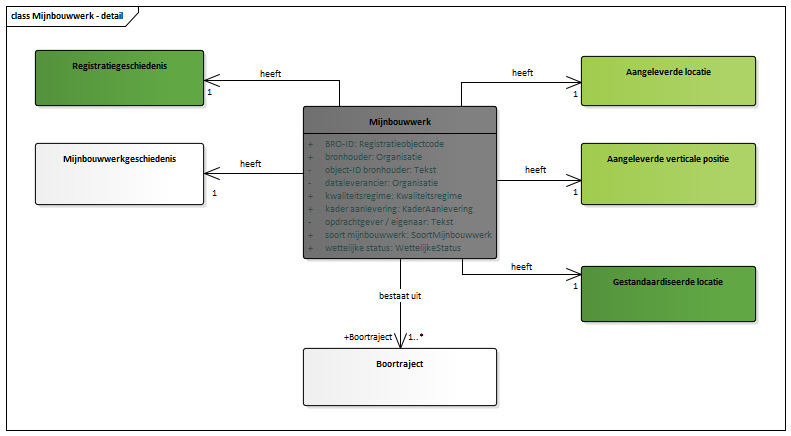 class Mijnbouwwerk - detail
Registratiegeschiedenis
heeft
1
Mijnbouwwerkgeschiedenis
heeft
1
Mijnbouwwerk
+ BRO-ID: Registratieobjectcode
+ bronhouder: Organisatie
- object-ID bronhouder: Tekst
- dataleverancier: Organisatie
+ kwaliteitsregime: Kwaliteitsregime
+ kader aanlevering: KaderAanlevering
- opdrachtgever / eigenaar: Tekst
+ soort mijnbouwwerk: SoortMijnbouwwerk
+ wettelijke status: WettelijkeStatus
heeft
1
Aangeleverde locatie
heeft
1
Aangeleverde verticale positie
heeft
1
Gestandaardiseerde locatie
bestaat uit
+Boortraject 1..*
Boortraject